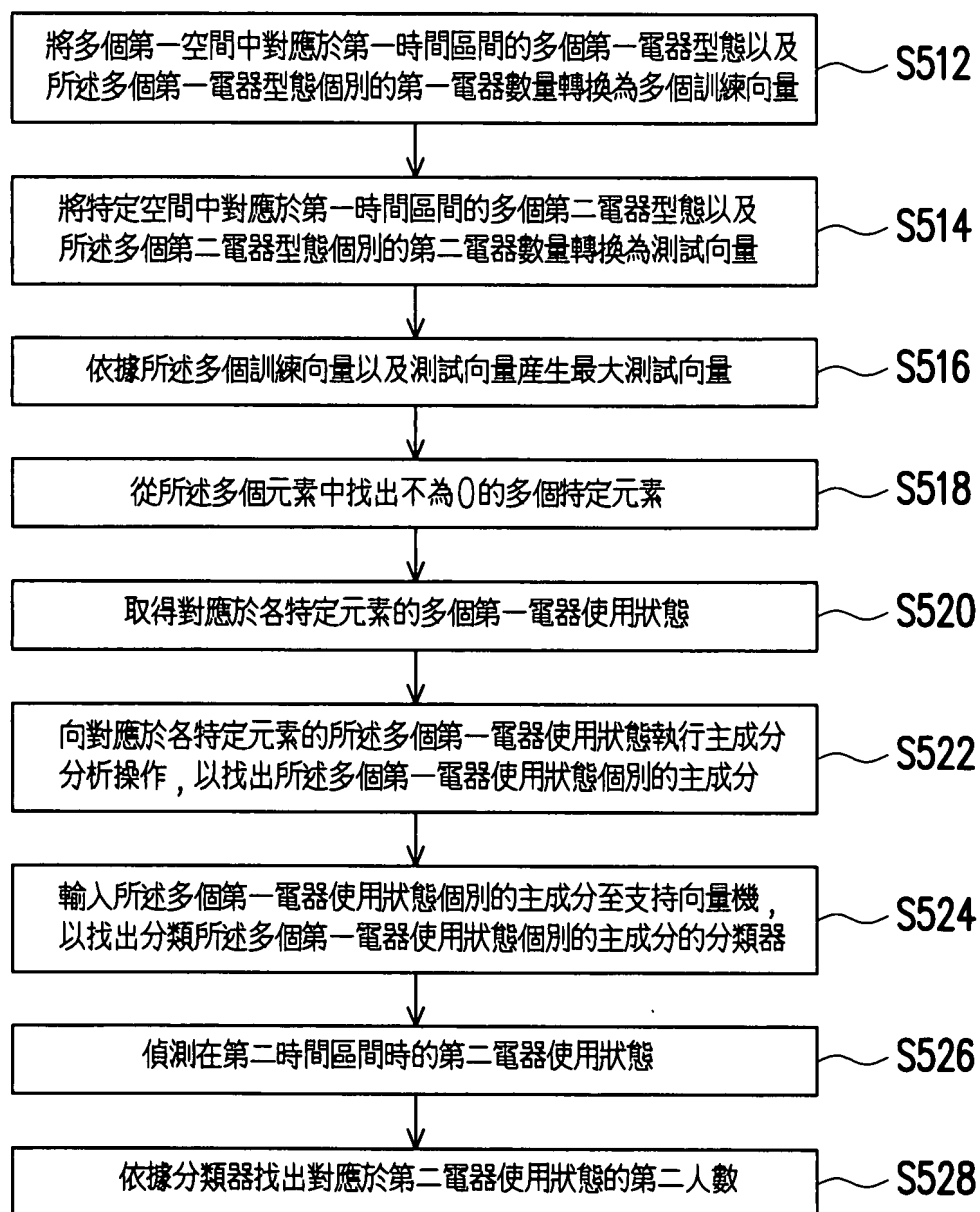 將多個第一空間中對應於第一時間區間的多個第一電器型態以及
所述多個第一電器型態個別的第一電器數量轉換為多個訓練向量
S512
將特定空間中對應於第一時間區間的多個第二電器型態以及
所述多個第二電器型態個別的第二電器數量轉換為測試向量
S514
依據所述多個訓練向量以及測試向量產生最大測試向量
S516
從所述多個元素中找出不為0的多個特定元素
S518
取得對應於各特定元素的多個第一電器使用狀態
S520
向對應於各特定元素的所述多個第一電器使用狀態執行主成分
分析操作,以找出所述多個第一電器使用狀態個別的主成分
S522
輸入所述多個第一電器使用狀態個別的主成分至支持向量機,
以找出分類所述多個第一電器使用狀態個別的主成分的分類器
S524
偵測在第二時間區間時的第二電器使用狀態
S526
依據分類器找出對應於第二電器使用狀態的第二人數
S528